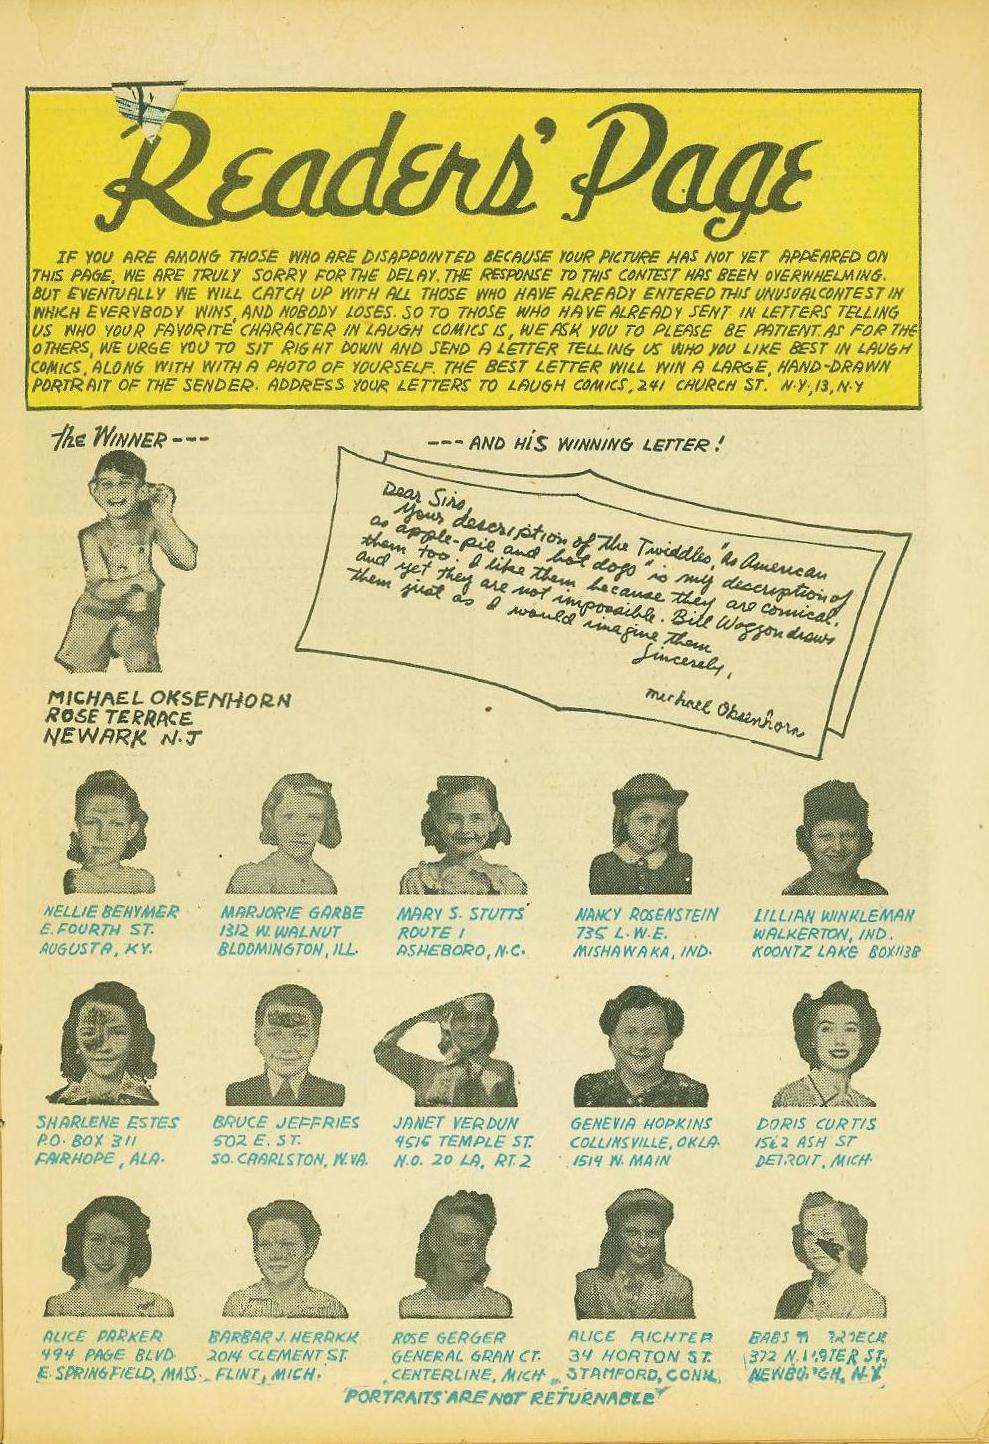 Readers' Page
IF YOU ARE AMONG THOSE WHO ARE DISAPPOINTED BECAUSE YOUR PICTURE HAS NOT YET APPEARED ON
THIS PAGE, WE ARE TRULY SORRY FOR THE DELAY. THE RESPONSE TO THIS CONTEST HAS BEEN OVERWHELMING.
BUT EVENTUALLY WE WILL CATCH UP WITH ALL THOSE WHO HAVE ALREADY ENTERED THIS UNUSUAL CONTEST IN
WHICH EVERYBODY WINS, AND NOBODY LOSES. SO TO THOSE WHO HAVE ALREADY SENT IN LETTERS TELLING
US WHO YOUR FAVORITE CHARACTER IN LAUGH COMICS IS, WE ASK YOU TO PLEASE BE PATIENT. AS FOR THE
OTHERS, WE URGE YOU TO SIT RIGHT DOWN AND SEND A LETTER TELLING US WHO YOU LIKE BEST IN LAUGH
COMICS, ALONG WITH WITH A PHOTO OF YOURSELF. THE BEST LETTER WILL WIN A LARGE, HAND-DRAWN
PORTRAIT OF THE SENDER. ADDRESS YOUR LETTERS TO LAUGH COMICS, 241 CHURCH ST. N.Y., 13, N.Y
The WINNER ---
--- AND HiS WINNING LETTER!
Dear Sirs,
Your description of The Twiddles, "As American
as apple-pie and hot dogs" is my description of
them too. I like them because they are comical,
and yet they are not impossible. Bill Woggon draws
them just as I would imagine them
Sincerely,
Michael Oksenhorn
MICHAEL OKSENHORN
ROSE TERRACE
NEWARK N.J
NELLIE BEHYMER
E. FOURTH ST.
AUGUSTA, KY.
MARJORIE GARBE
1312 W. WALNUT
BLOOMINGTON, ILL.
MARY S. STUTTS
ROUTE 1
ASHEBORO, N.C.
NANCY ROSENSTEIN
735 L.W.E.
MISHAWAKA, IND.
LILLIAN WINKLEMAN
WALKERTON, IND.
KOONTZ LAKE BOX 113B
SHARLENE ESTES
P.O. BOX 311
FAIRHOPE, ALA.
BRUCE JEFFRIES
502 E. ST.
SO. CAARLSTON, W.VA.
JANET VERDUN
4516 TEMPLE ST.
N.O. 20 LA, RT. 2
GENEVIA HOPKINS
COLLINSVILLE, OKLA.
1514 W. MAIN
DORIS CURTIS
1562 ASH ST
DETROIT, MICH.
ALICE PARKER
494 PAGE BLVD.
E. SPRINGFIELD, MASS.
BARBAR J. HERRICK
2014 CLEMENT ST.
FLINT, MICH.
ROSE GERGER
GENERAL GRAN CT.
CENTERLINE, MICH
ALICE RICHTER
34 HORTON ST.
STAMFORD, CONN.
BABS
372 N. ST,
N.Y.
"PORTRAITS ARE NOT RETURNABLE"